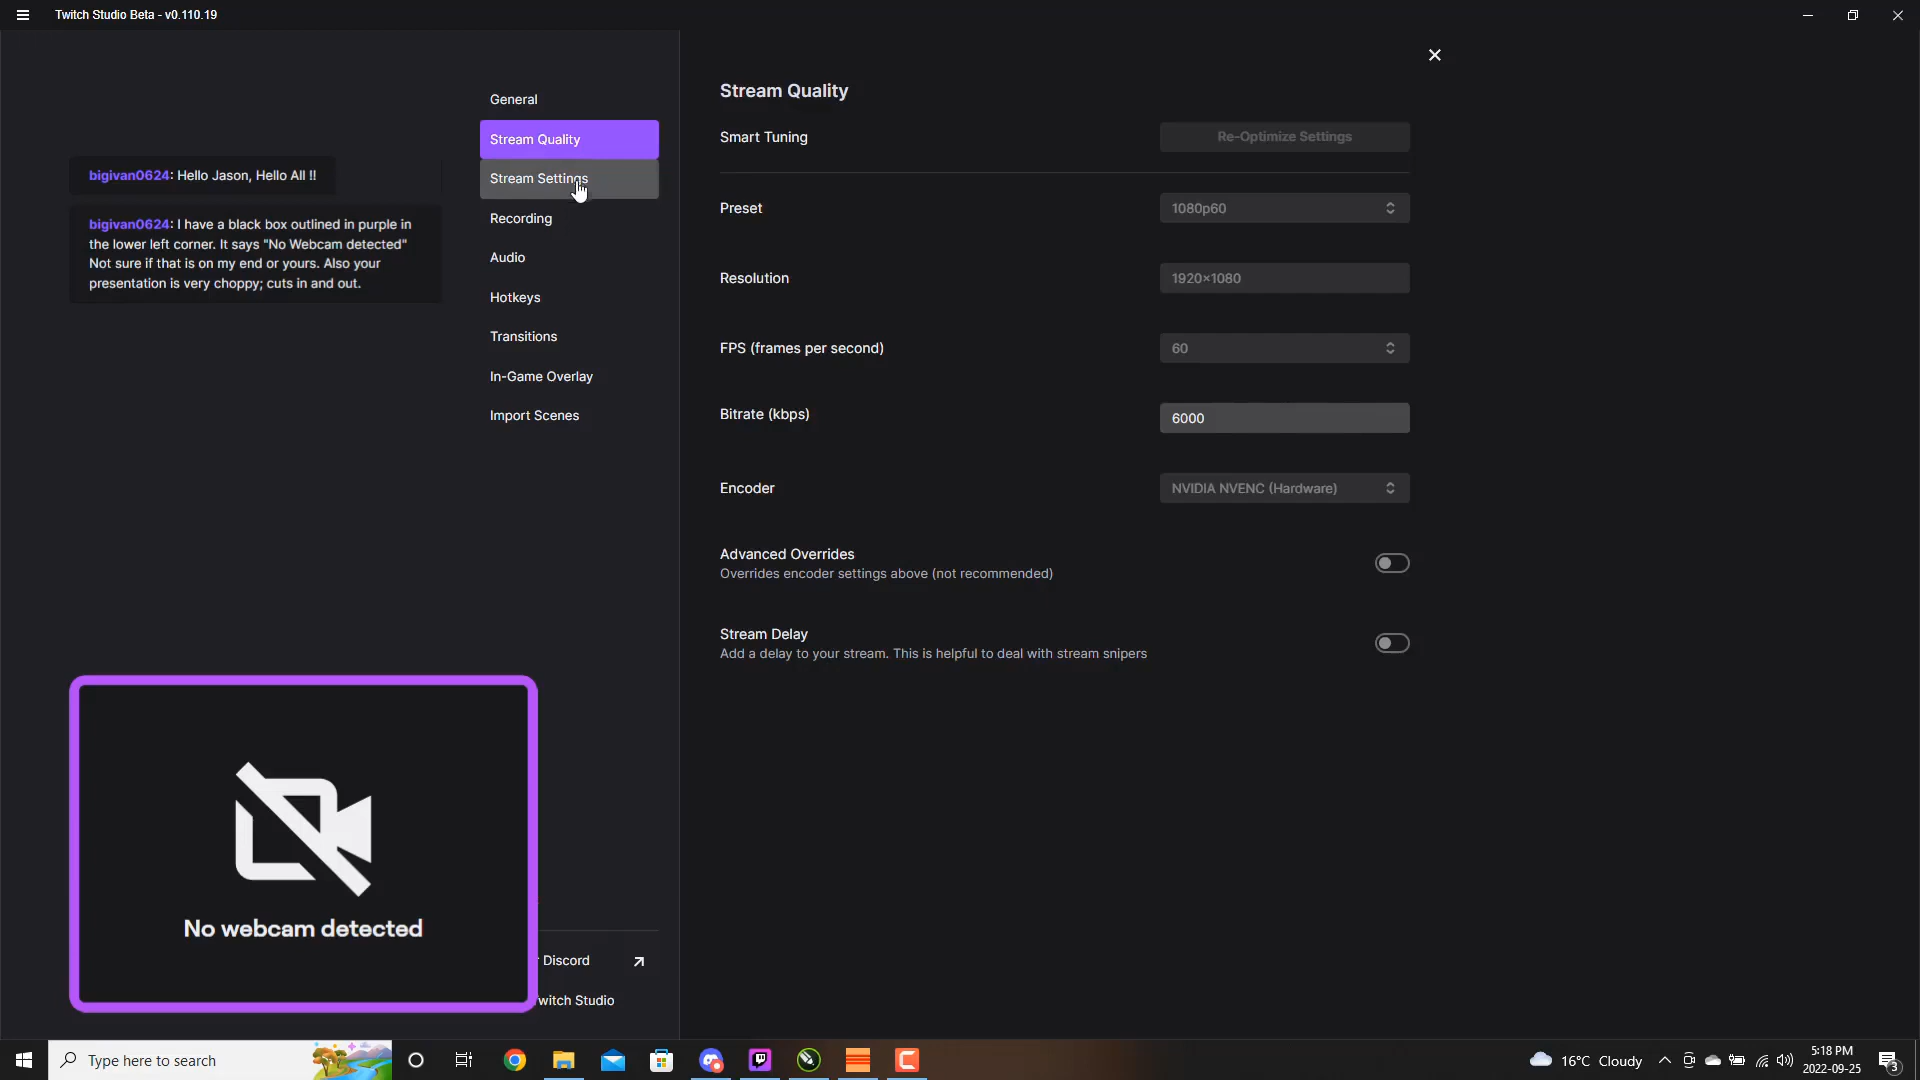 Twitch Studio Beta - v0.110.19
bigivan0624: Hello Jason, Hello All !!
bigivan0624: I have a black box outlined in purple in
the lower left corner. It says "No Webcam detected"
Not sure if that is on my end or yours. Also your
presentation is very choppy; cuts in and out.
General
Stream Quality
Stream Settings
Recording
Audio
Hotkeys
Transitions
In-Game Overlay
Import Scenes
Stream Quality
Smart Tuning
Re-Optimize Settings
Preset
1080p60
Resolution
1920×1080
FPS (frames per second)
60
Bitrate (kbps)
6000
Encoder
NVIDIA NVENC (Hardware)
Advanced Overrides
Overrides encoder settings above (not recommended)
Stream Delay
Add a delay to your stream. This is helpful to deal with stream snipers
No webcam detected
Discord
witch Studio
Type here to search
16°C Cloudy
5:18 PM
2022-09-25
3